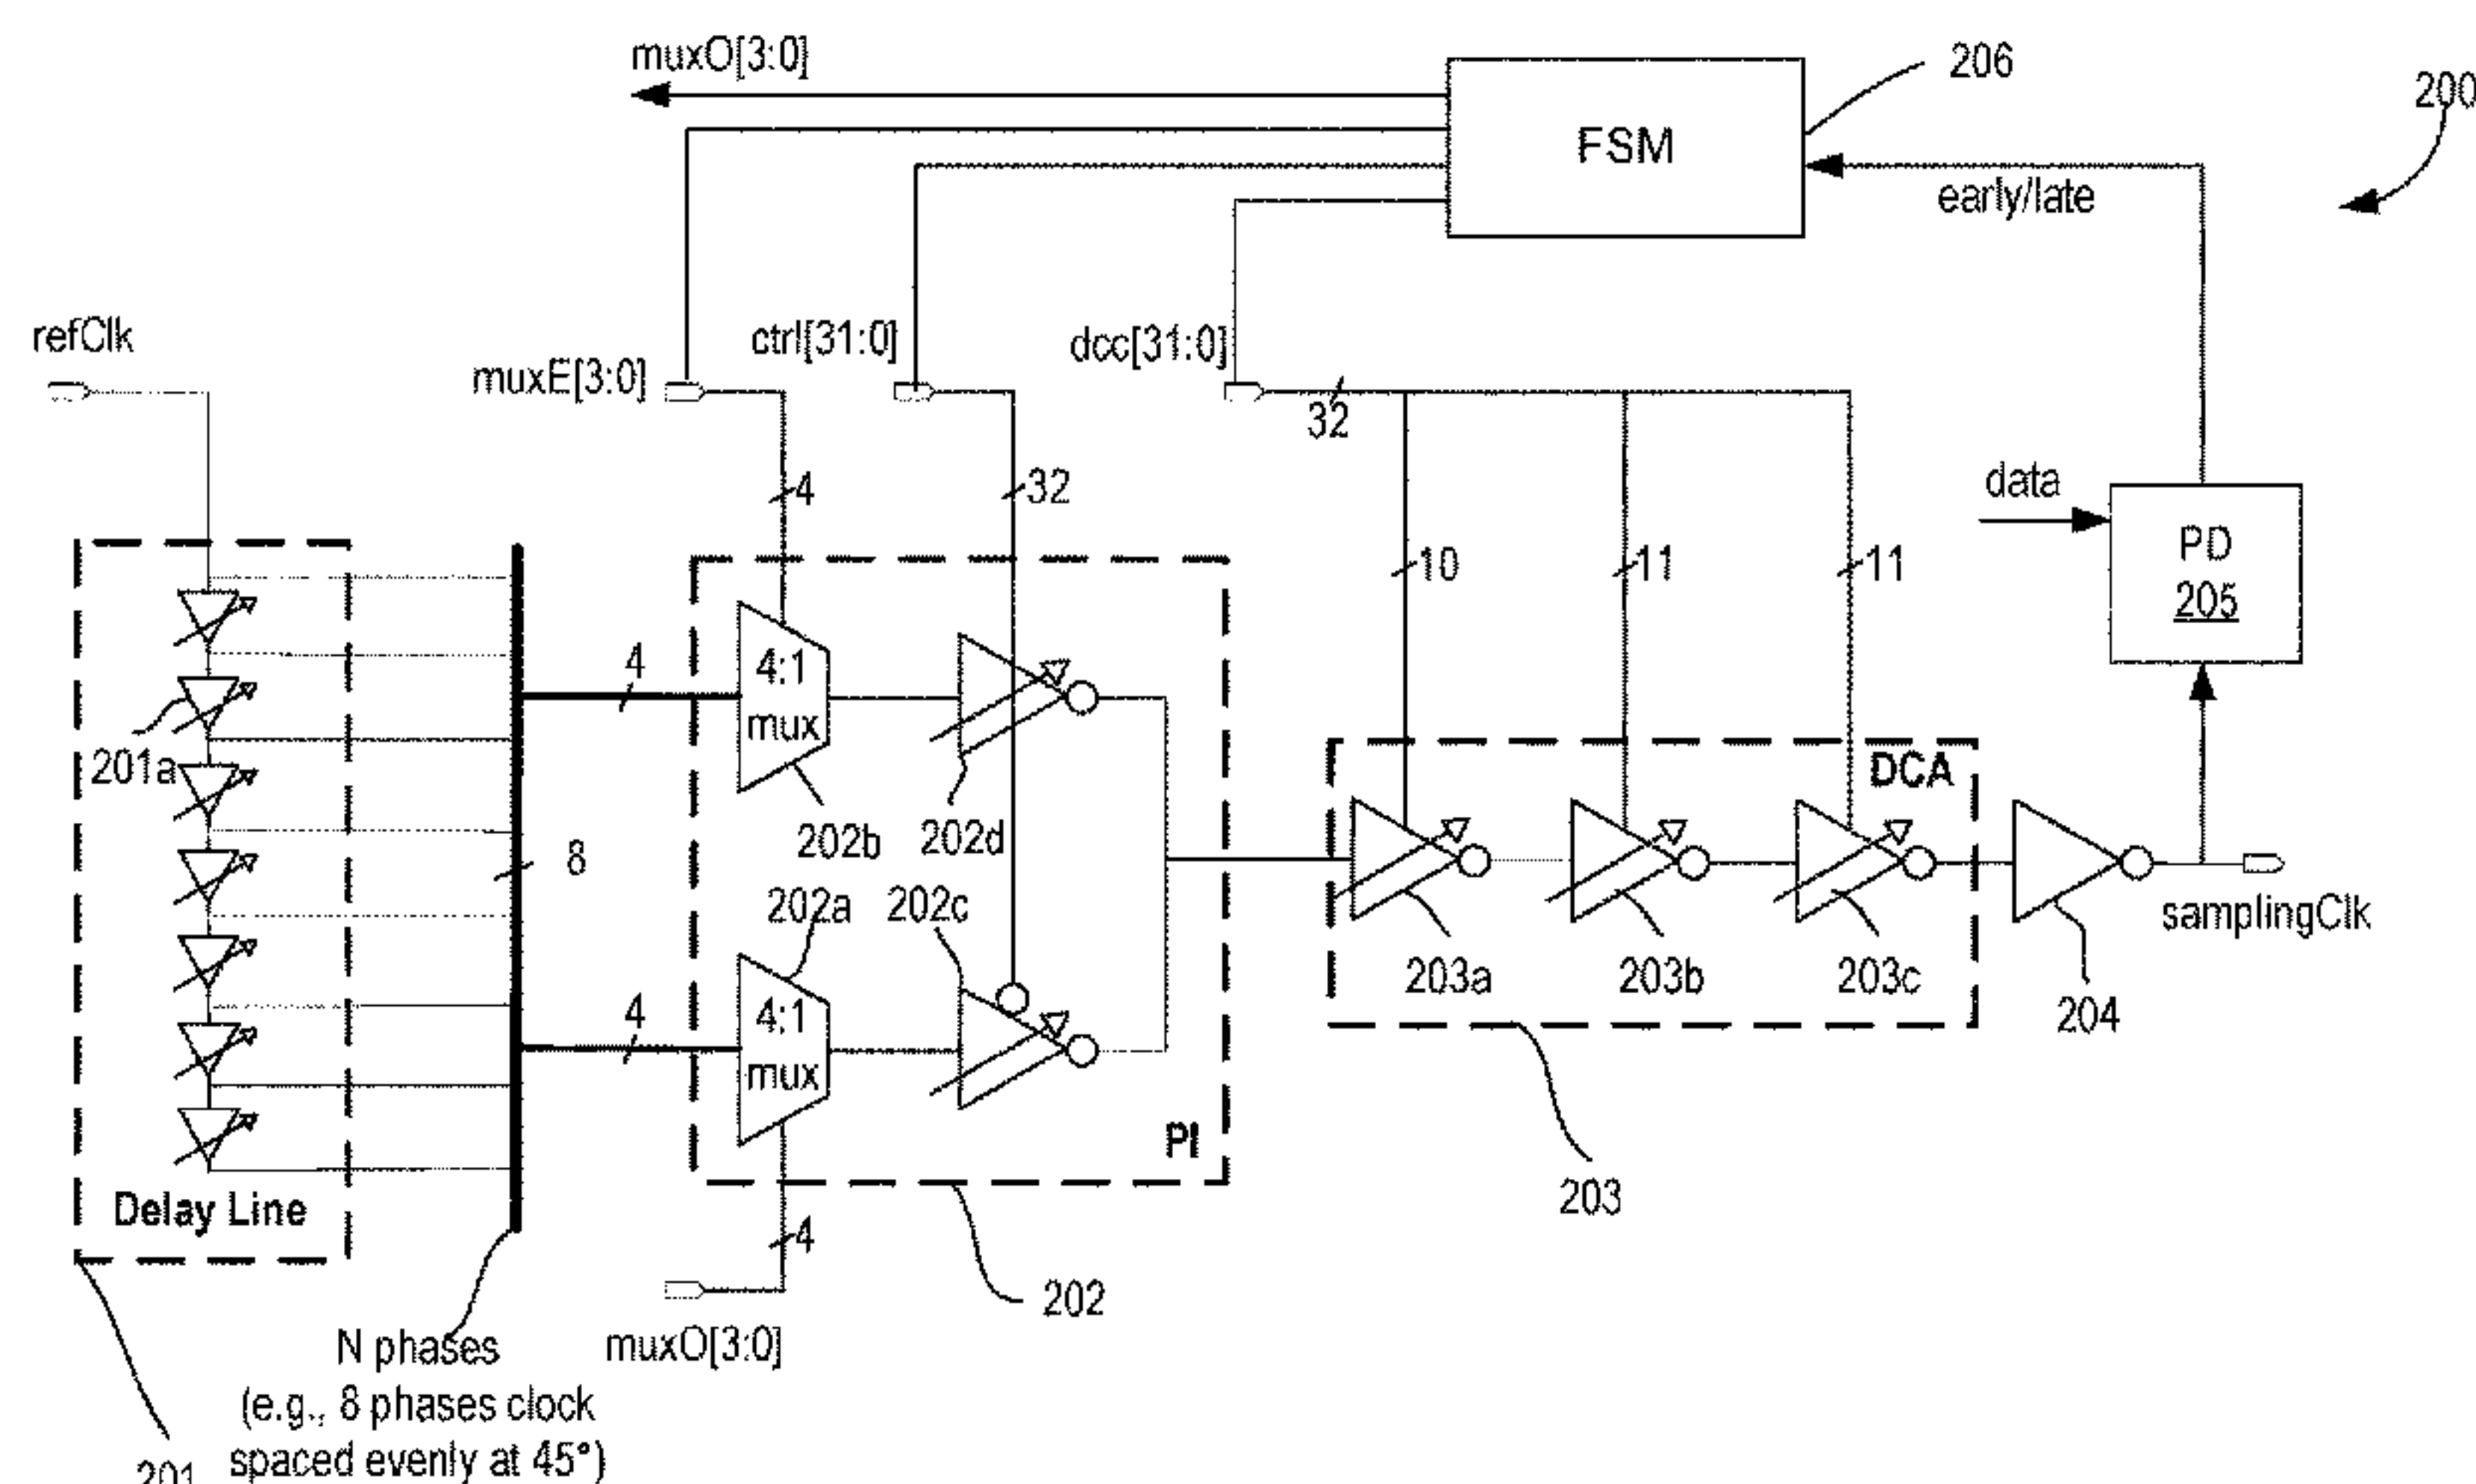 muxO[3:0]
206
200
FSM
early/late
refClk
muxE[3:0]
ctrl[31:0]
dcc[31:0]
32
4
32
10
11
11
data
PD
205
4
4:1
mux
201a
8
202b
202d
DCA
202a
202c
4
4:1
mux
203a
203b
203c
204
samplingClk
PI
Delay Line
4
203
202
muxO[3:0]
N phases
(e.g., 8 phases clock
spaced evenly at 45°)
201